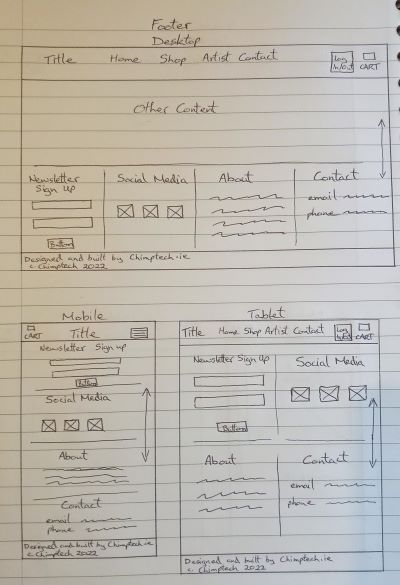 Footer
Desktop
Title Home Shop Artist Contact Log In/out CART
Other Content
Newsletter Sign Up
Social Media
About
Contact
email
phone
Button
Designed and built by Chimptech.ie
© Chimptech 2022
Mobile
CART Title
Newsletter Sign up
Button
Social Media
About
Contact
email
phone
Designed and built by Chimptech.ie
© Chimptech 2022
Tablet
Title Home Shop Artist Contact Log In/out CART
Newsletter Sign Up
Button
Social Media
About
Contact
email
phone
Designed and built by Chimptech.ie
© Chimptech 2022